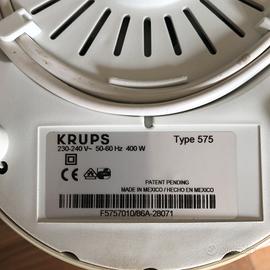 KRUPS Type 575
230-240 V~ 50-60 Hz 400 W
PATENT PENDING
MADE IN MEXICO / HECHO EN MEXICO
F5757010/86A-28071